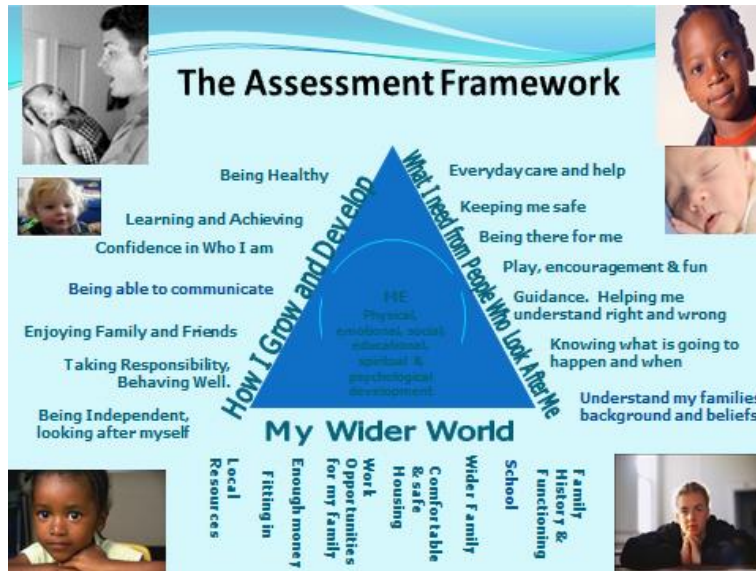 The Assessment Framework
Being Healthy
Learning and Achieving
Confidence in Who I am
Being able to communicate
Enjoying Family and Friends
Taking Responsibility,
Behaving Well.
Being Independent,
looking after myself
How I Grow and Develop
What I need from People Who Look After Me
Everyday care and help
Keeping me safe
Being there for me
Play, encouragement & fun
Guidance. Helping me
understand right and wrong
Knowing what is going to
happen and when
Understand my families
background and beliefs
ME
Physical,
emotional, social,
educational,
spiritual &
psychological
development
My Wider World
Local
Resources
Fitting in
Enough money
Work
Opportunities
for my family
Comfortable
& safe
Housing
Wider Family
School
Family
History &
Functioning